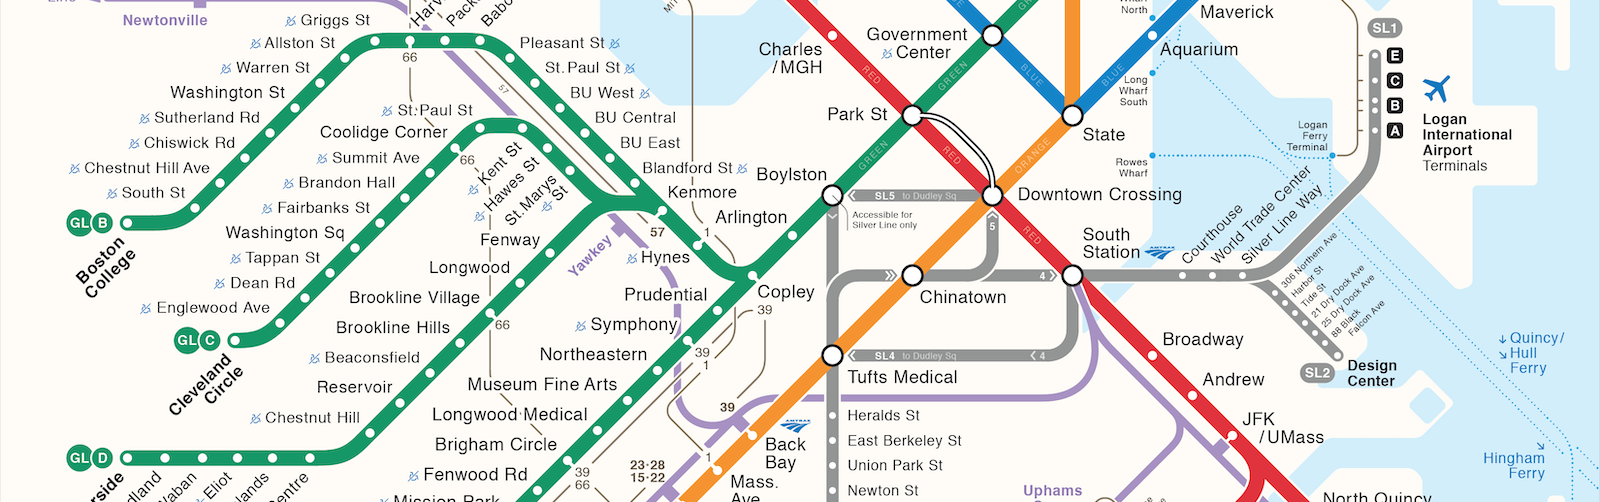 Newtonville
Griggs St
Allston St
Warren St
Washington St
Sutherland Rd
Chiswick Rd
Chestnut Hill Ave
South St
GL B
Boston
College
66
57
Pleasant St
St. Paul St
BU West
BU Central
BU East
Blandford St
Kenmore
St. Paul St
Coolidge Corner
Summit Ave
Brandon Hall
Fairbanks St
Washington Sq
Tappan St
Dean Rd
Englewood Ave
GL C
Cleveland
Circle
66
Kent St
Hawes St
St. Marys
St
Fenway
Longwood
Brookline Village
Brookline Hills
Beaconsfield
Reservoir
Chestnut Hill
GL D
66
Yawkey
57
1
Hynes
Arlington
Boylston
Copley
Prudential
Symphony
Northeastern
Museum Fine Arts
Longwood Medical
Brigham Circle
Fenwood Rd
Mission Park
39
39
1
39
1
39
66
23·28
15·22
Charles
/MGH
RED
Government
Center
GREEN
BLUE
BLUE
Park St
GREEN
RED
ORANGE
State
Maverick
Aquarium
Wharf
North
Long
Wharf
South
Rowes
Wharf
Logan
Ferry
Terminal
SL1
E
C
B
A
Logan
International
Airport
Terminals
SL5 to Dudley Sq
Accessible for
Silver Line only
Downtown Crossing
5
RED
South
Station
AMTRAK
Courthouse
World Trade Center
Silver Line Way
306 Northern Ave
Harbor St
Tide St
21 Dry Dock Ave
25 Dry Dock Ave
88 Black
Falcon Ave
SL2
Design
Center
Chinatown
4
SL4 to Dudley Sq
4
Tufts Medical
Heralds St
East Berkeley St
Union Park St
Newton St
AMTRAK
Back
Bay
Mass.
Ave
Broadway
Andrew
JFK
/UMass
North Quincy
Uphams
Quincy/
Hull
Ferry
Hingham
Ferry